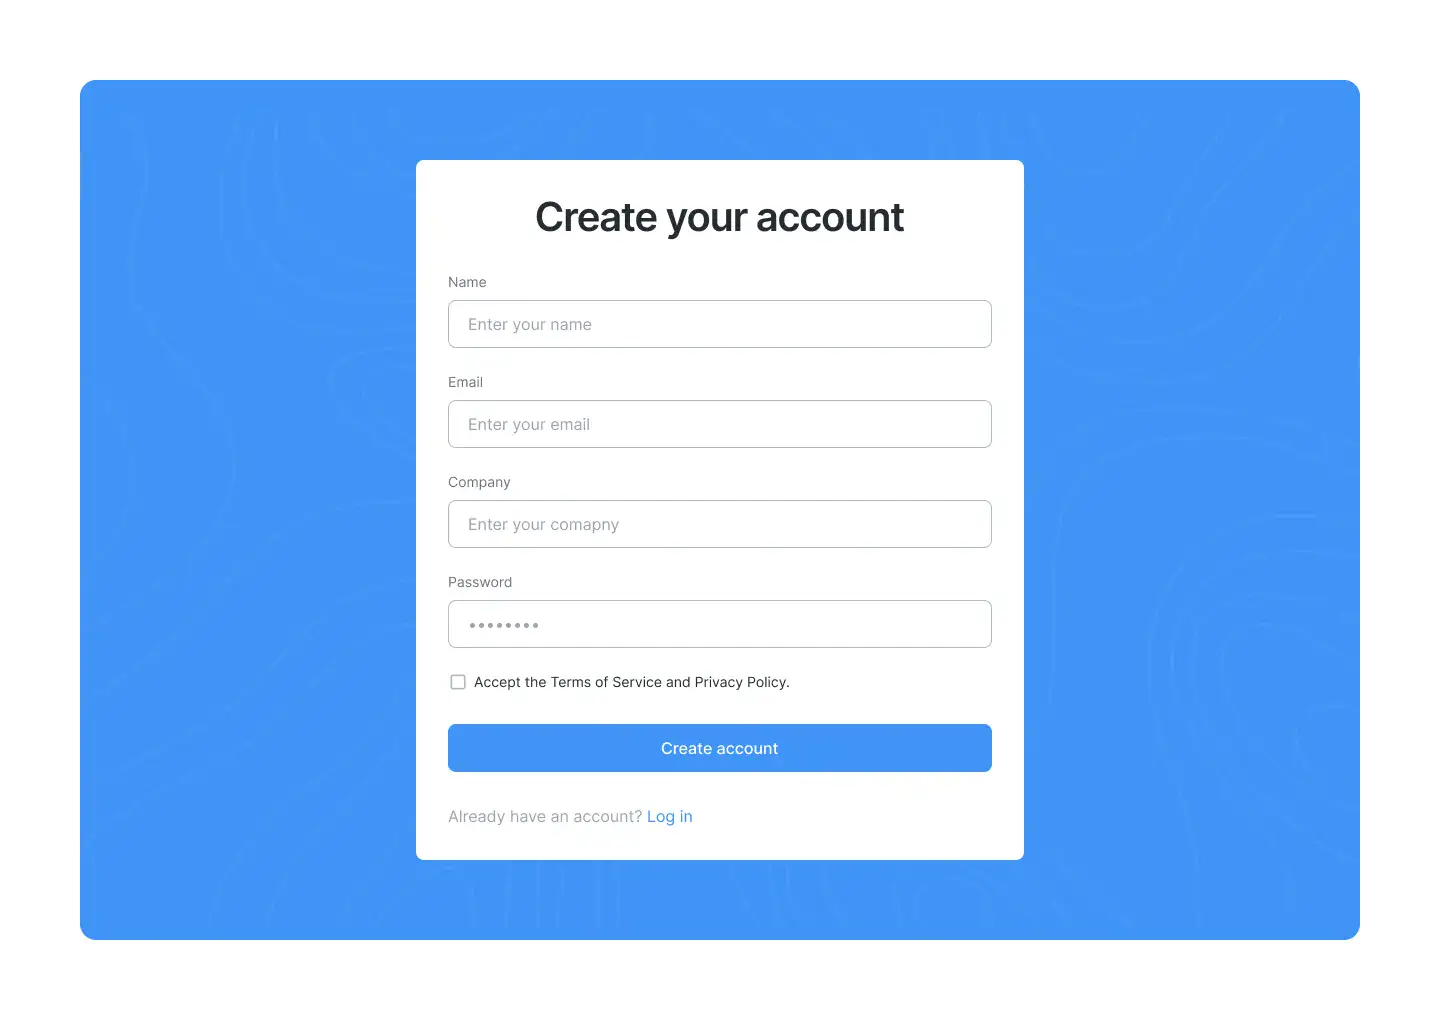 Create your account
Name
Enter your name
Email
Enter your email
Company
Enter your comapny
Password
Accept the Terms of Service and Privacy Policy.
Create account
Already have an account? Log in